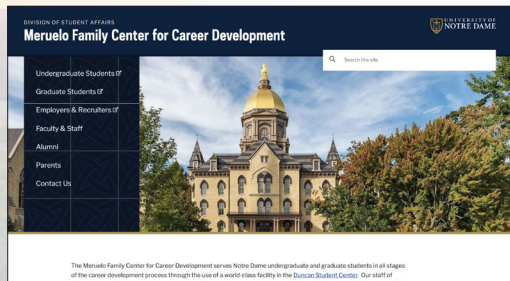 DIVISION OF STUDENT AFFAIRS
Meruelo Family Center for Career Development
UNIVERSITY OF
NOTRE DAME
Search this site
Undergraduate Students
Graduate Students
Employers & Recruiters
Faculty & Staff
Alumni
Parents
Contact Us
The Meruelo Family Center for Career Development serves Notre Dame undergraduate and graduate students in all stages
of the career development process through the use of a world-class facility in the Duncan Student Center. Our staff of